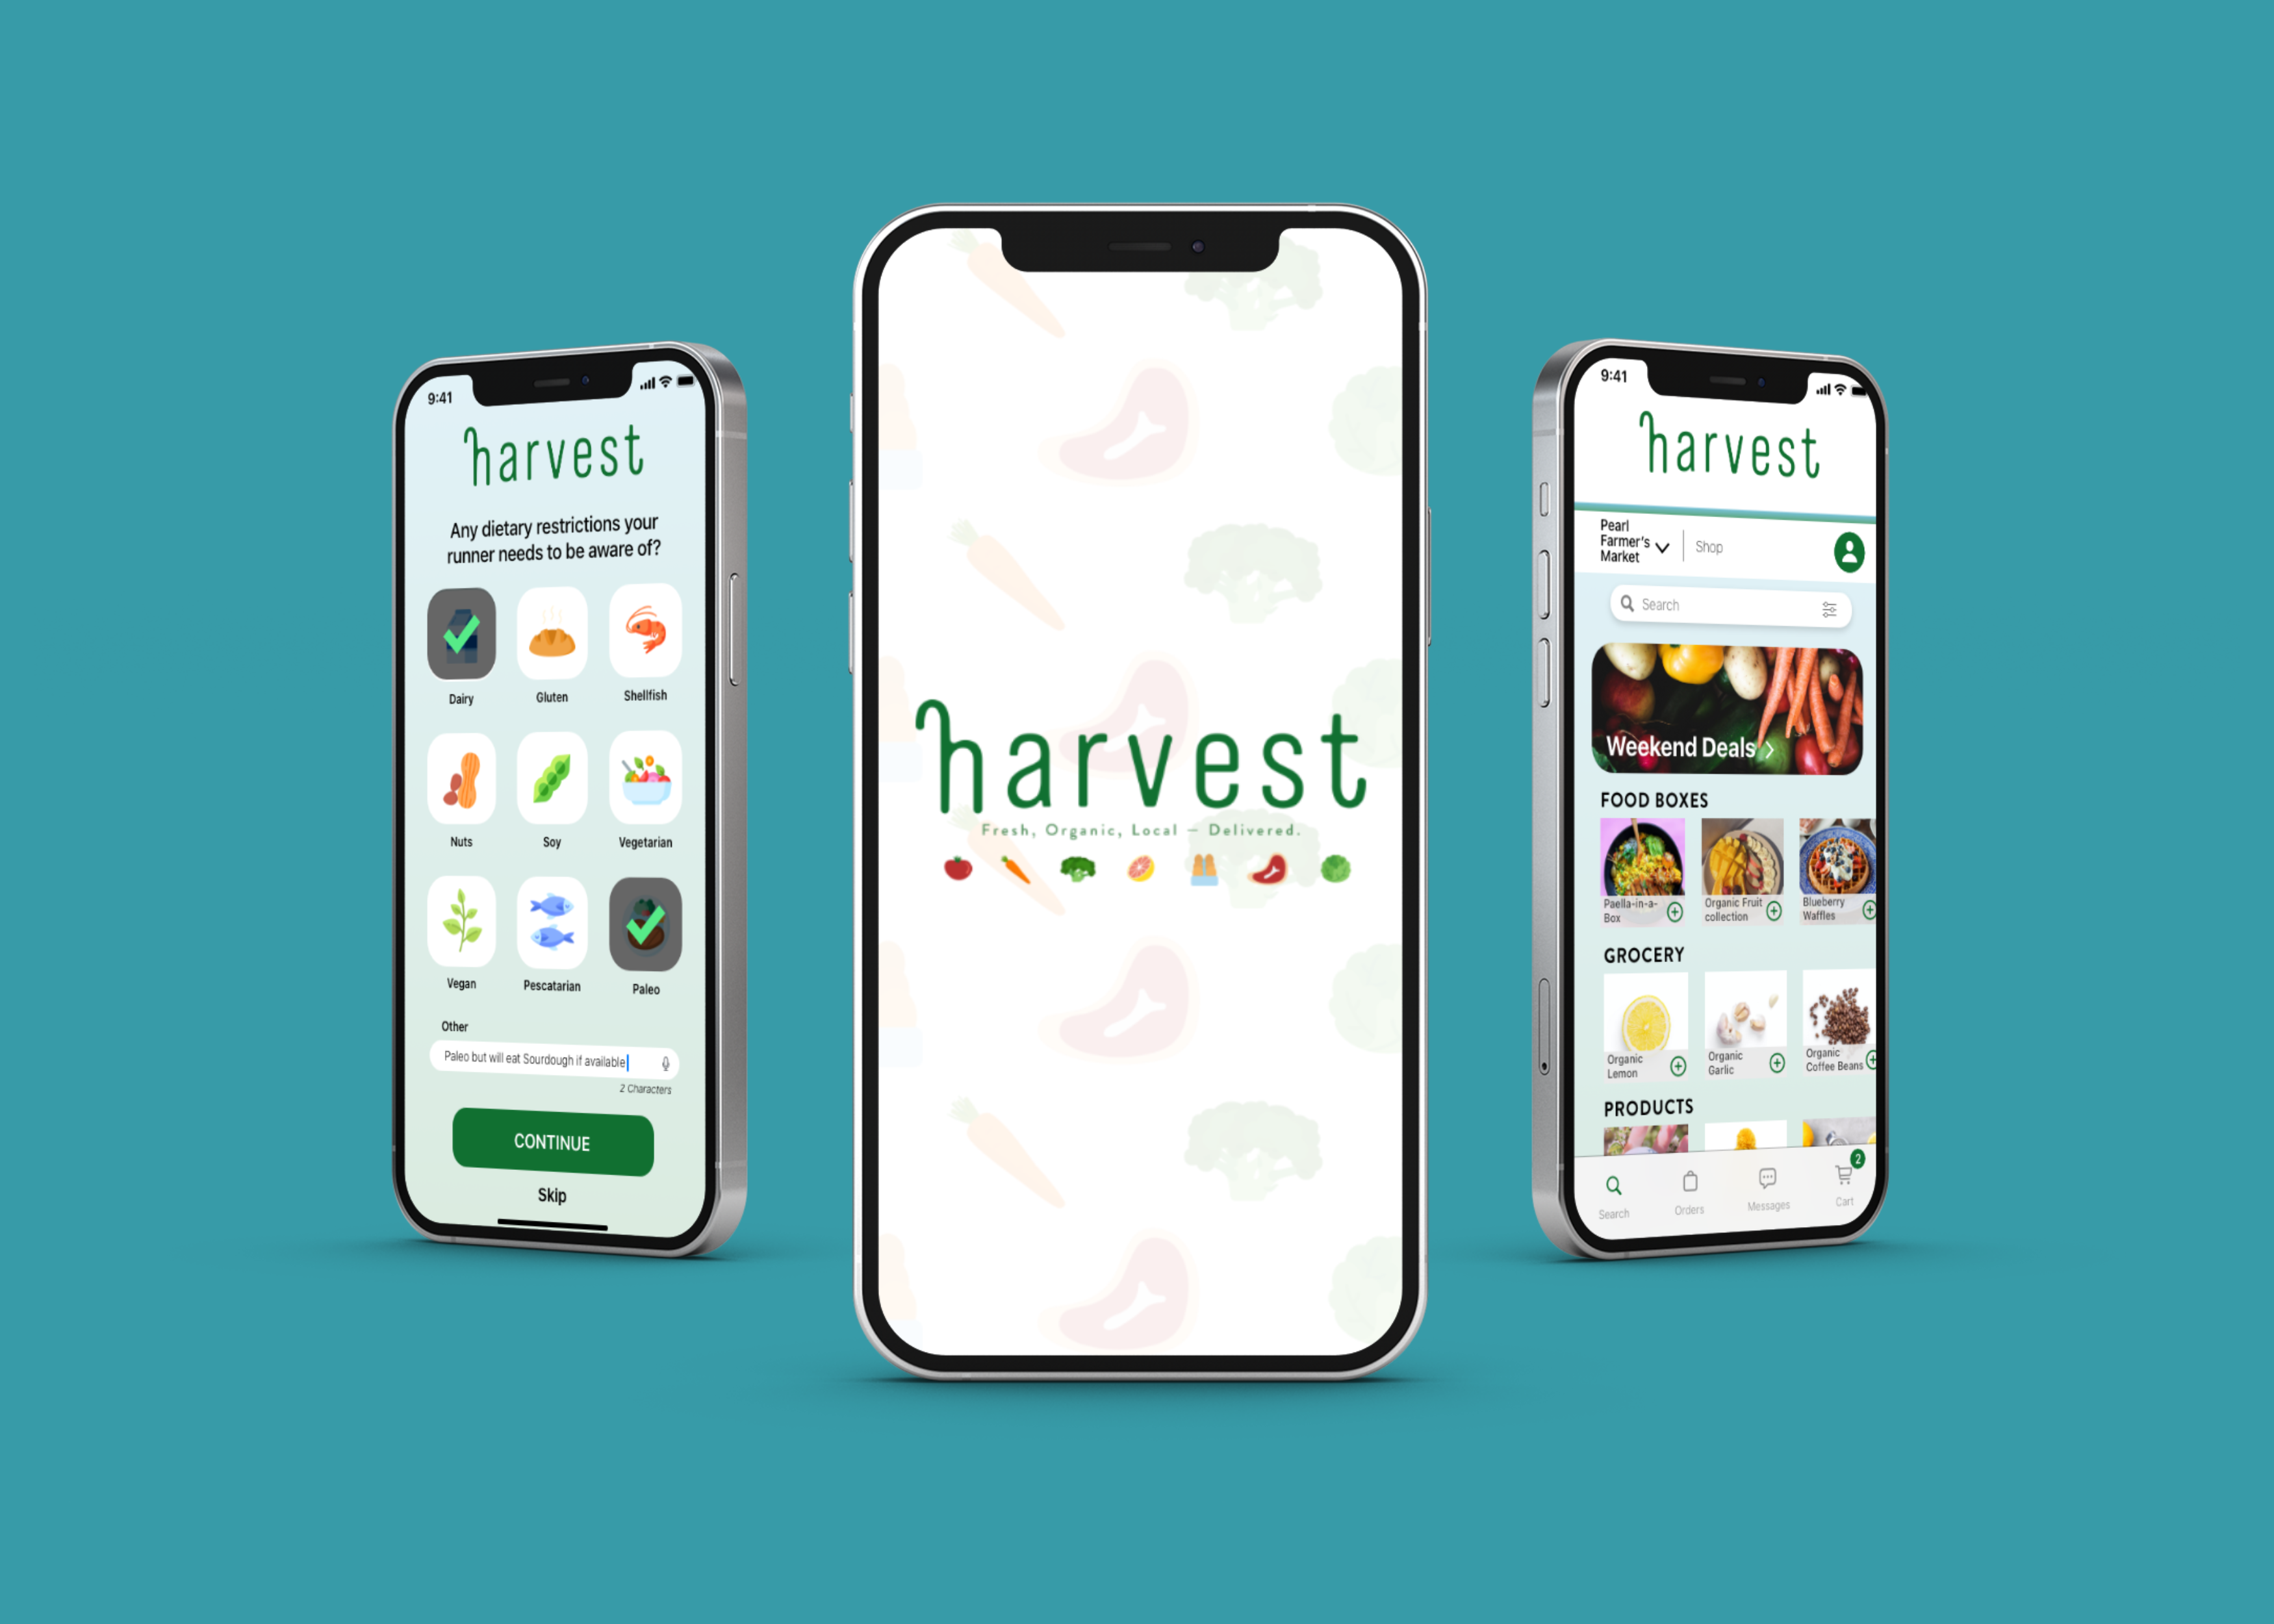 9:41
harvest
Any dietary restrictions your
runner needs to be aware of?
Dairy
Gluten
Shellfish
Nuts
Soy
Vegetarian
Vegan
Pescatarian
Paleo
Other
Paleo but will eat Sourdough if available
2 Characters
CONTINUE
Skip
harvest
Fresh, Organic, Local – Delivered.
9:41
harvest
Pearl
Farmer's
Market
Shop
Search
Weekend Deals
FOOD BOXES
Paella-in-a-
Box
Organic Fruit
collection
Blueberry
Waffles
GROCERY
Organic
Lemon
Organic
Garlic
Organic
Coffee Beans
PRODUCTS
Search
Orders
Messages
2
Cart